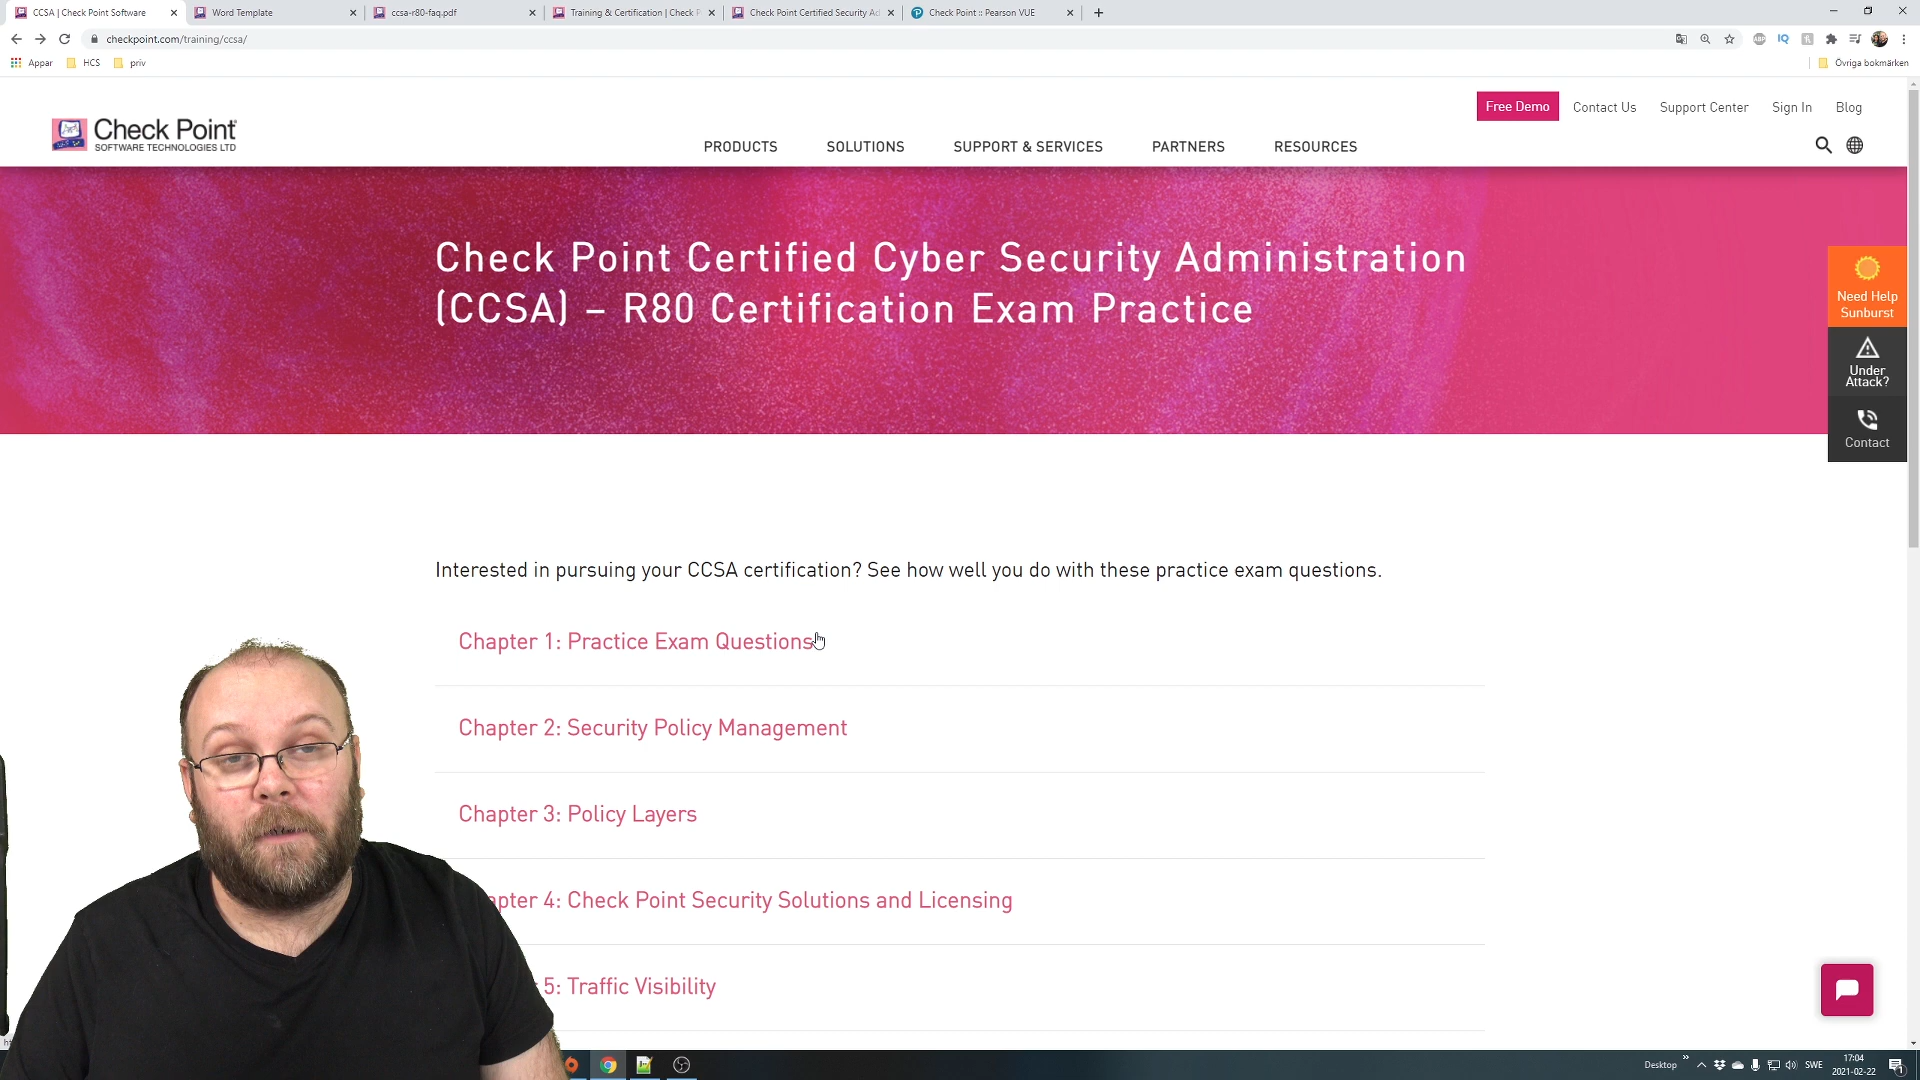 CCSA | Check Point Software
Word Template
ccsa-r80-faq.pdf
Training & Certification | Check P
Check Point Certified Security Ad
Check Point :: Pearson VUE
checkpoint.com/training/ccsa/
Appar
HCS
priv
Övriga bokmärken
Free Demo
Contact Us
Support Center
Sign In
Blog
Check Point
SOFTWARE TECHNOLOGIES LTD
PRODUCTS
SOLUTIONS
SUPPORT & SERVICES
PARTNERS
RESOURCES
Check Point Certified Cyber Security Administration
(CCSA) – R80 Certification Exam Practice
Need Help
Sunburst
Under
Attack?
Contact
Interested in pursuing your CCSA certification? See how well you do with these practice exam questions.
Chapter 1: Practice Exam Questions
Chapter 2: Security Policy Management
Chapter 3: Policy Layers
apter 4: Check Point Security Solutions and Licensing
5: Traffic Visibility
Desktop
SWE
17:04
2021-02-22